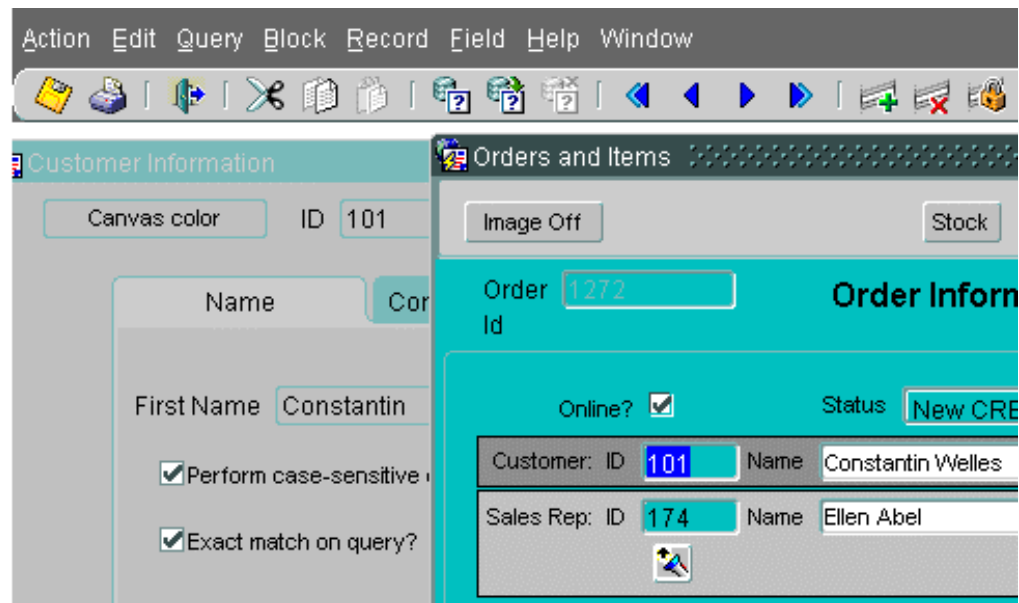 Action Edit Query Block Record Field Help Window
Customer Information
Canvas color ID 101
Name
First Name Constantin
Perform case-sensitive
Exact match on query?
Orders and Items
Image Off Stock
Order 1272
Id
Order
Online? Status New
Customer: ID 101 Name Constantin Welles
Sales Rep: ID 174 Name Ellen Abel